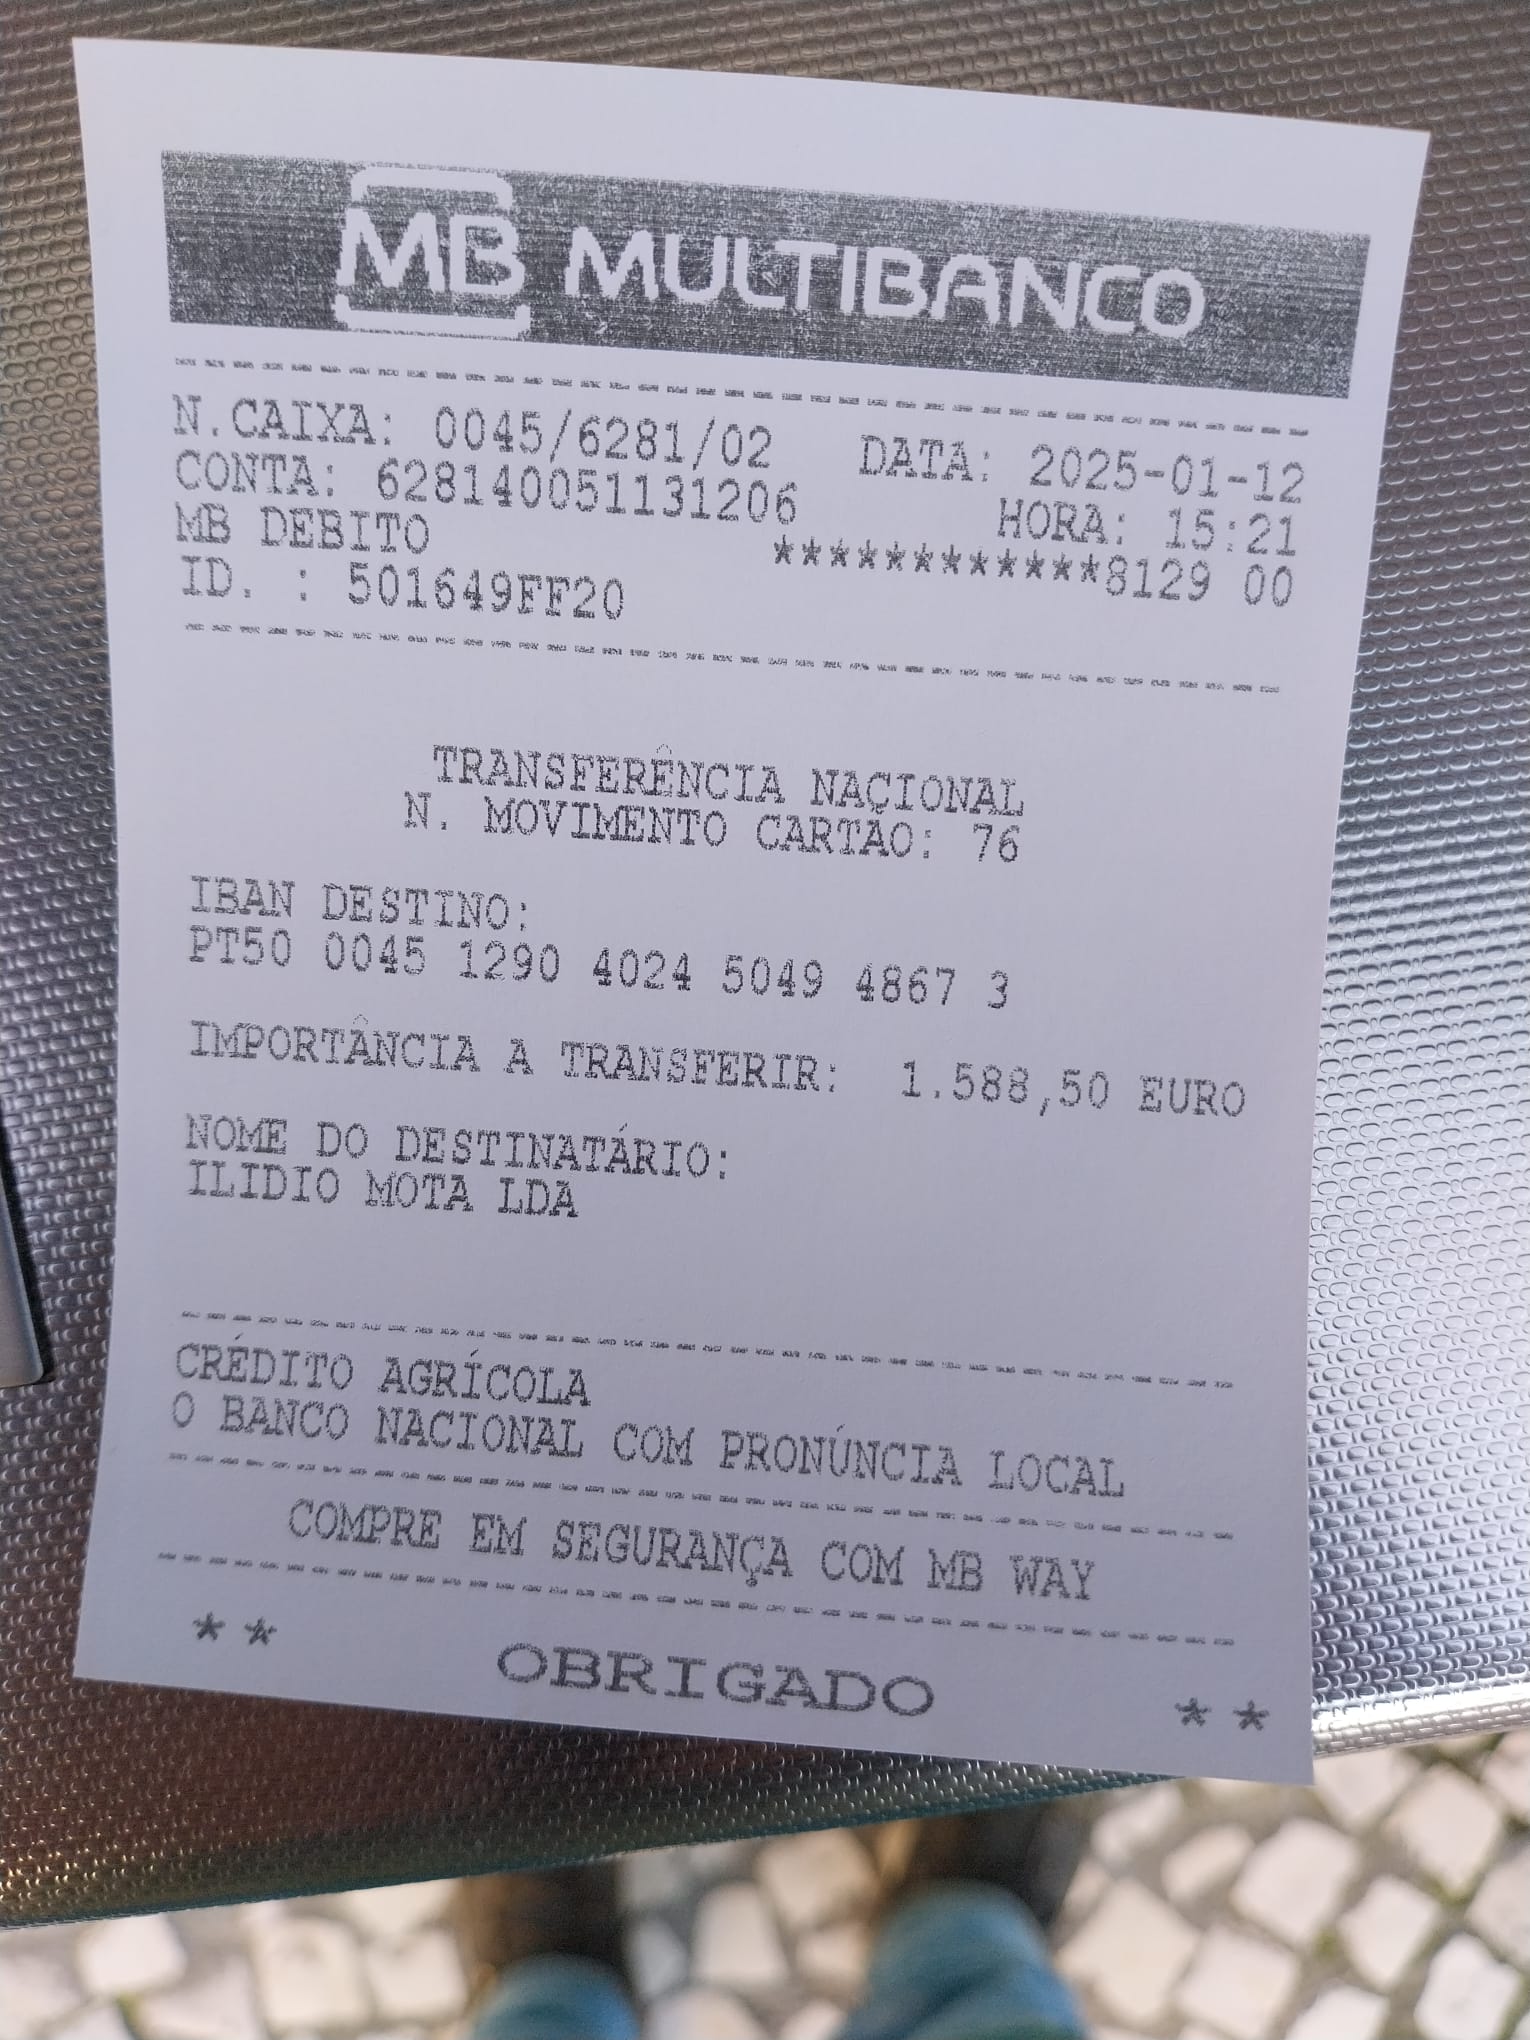 MB MULTIBANCO
N.CAIXA: 0045/6281/02 DATA: 2025-01-12
CONTA: 628140051131206 HORA: 15:21
MB DEBITO ************8129 00
ID. : 501649FF20
TRANSFERÊNCIA NACIONAL
N. MOVIMENTO CARTÃO: 76
IBAN DESTINO:
PT50 0045 1290 4024 5049 4867 3
IMPORTÂNCIA A TRANSFERIR: 1.588,50 EURO
NOME DO DESTINATÁRIO:
ILIDIO MOTA LDA
CRÉDITO AGRÍCOLA
O BANCO NACIONAL COM PRONÚNCIA LOCAL
COMPRE EM SEGURANÇA COM MB WAY
** OBRIGADO **